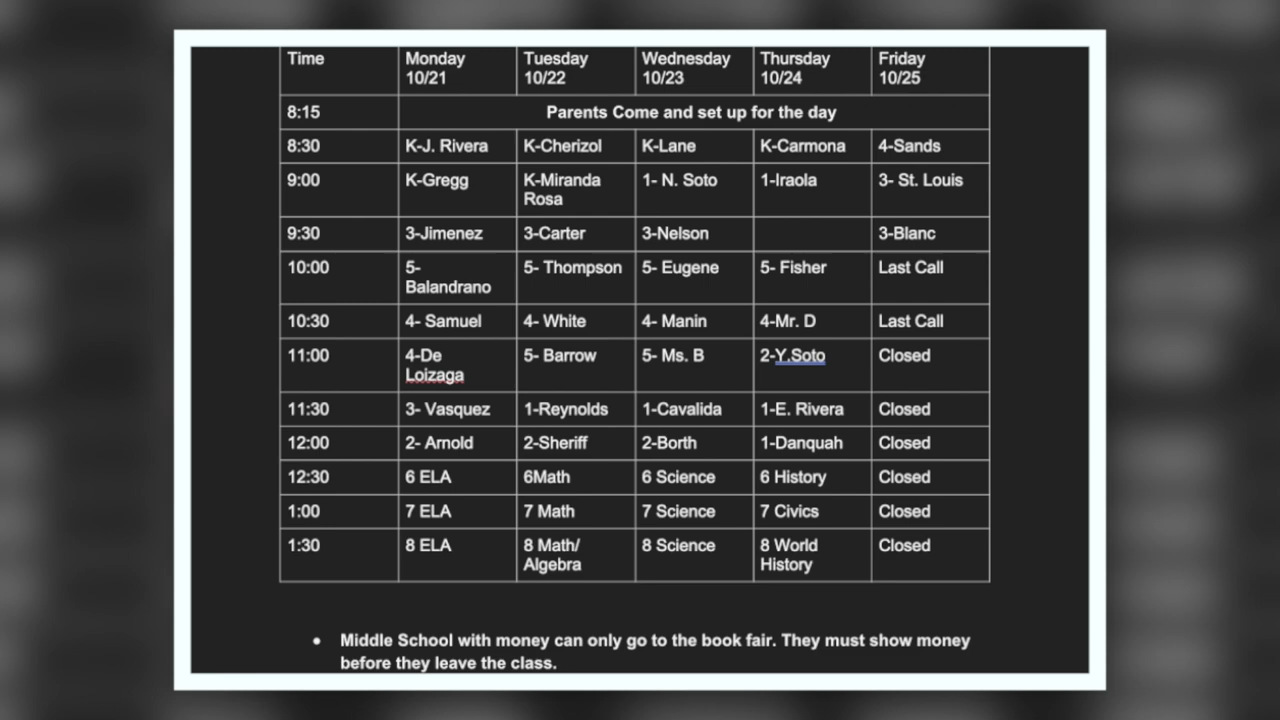 Time Monday 10/21 Tuesday 10/22 Wednesday 10/23 Thursday 10/24 Friday 10/25
8:15 Parents Come and set up for the day
8:30 K-J. Rivera K-Cherizol K-Lane K-Carmona 4-Sands
9:00 K-Gregg K-Miranda Rosa 1- N. Soto 1-Iraola 3- St. Louis
9:30 3-Jimenez 3-Carter 3-Nelson 3-Blanc
10:00 5- Balandrano 5- Thompson 5- Eugene 5- Fisher Last Call
10:30 4- Samuel 4- White 4- Manin 4-Mr. D Last Call
11:00 4-De Loizaga 5- Barrow 5- Ms. B 2-Y.Soto Closed
11:30 3- Vasquez 1-Reynolds 1-Cavalida 1-E. Rivera Closed
12:00 2- Arnold 2-Sheriff 2-Borth 1-Danquah Closed
12:30 6 ELA 6Math 6 Science 6 History Closed
1:00 7 ELA 7 Math 7 Science 7 Civics Closed
1:30 8 ELA 8 Math/ Algebra 8 Science 8 World History Closed
• Middle School with money can only go to the book fair. They must show money
before they leave the class.